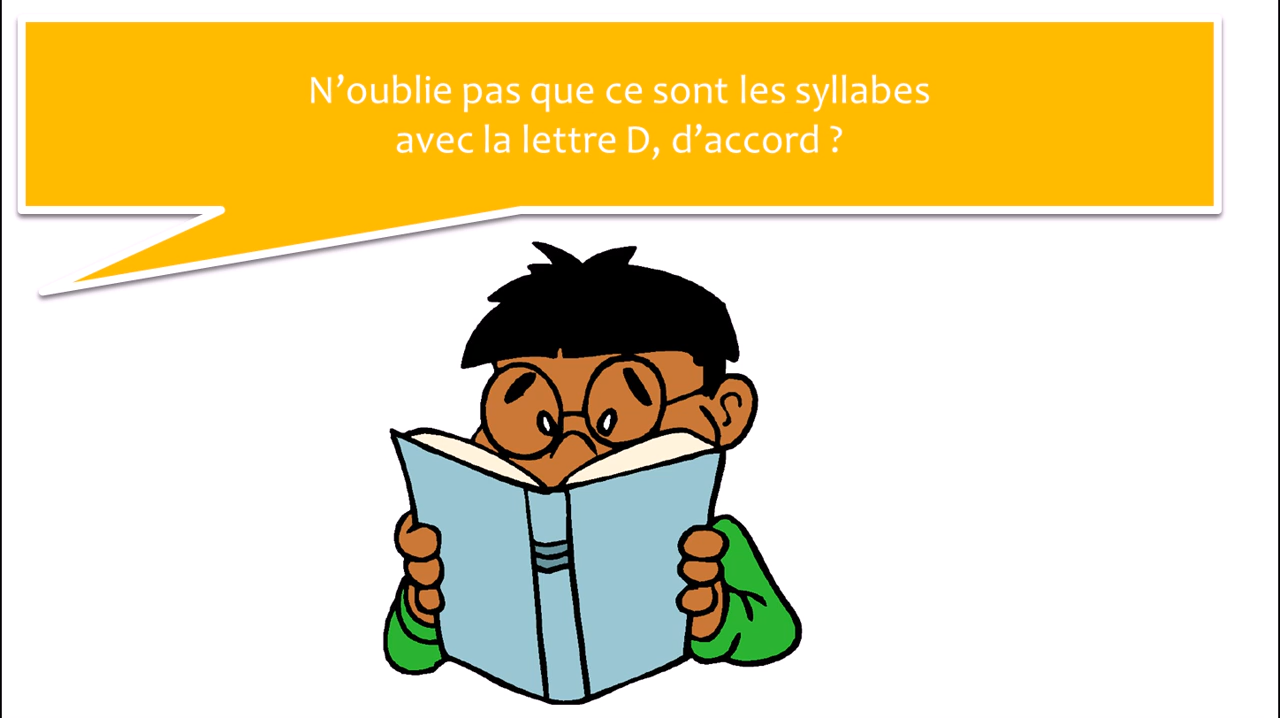 N’oublie pas que ce sont les syllabes
avec la lettre D, d’accord ?